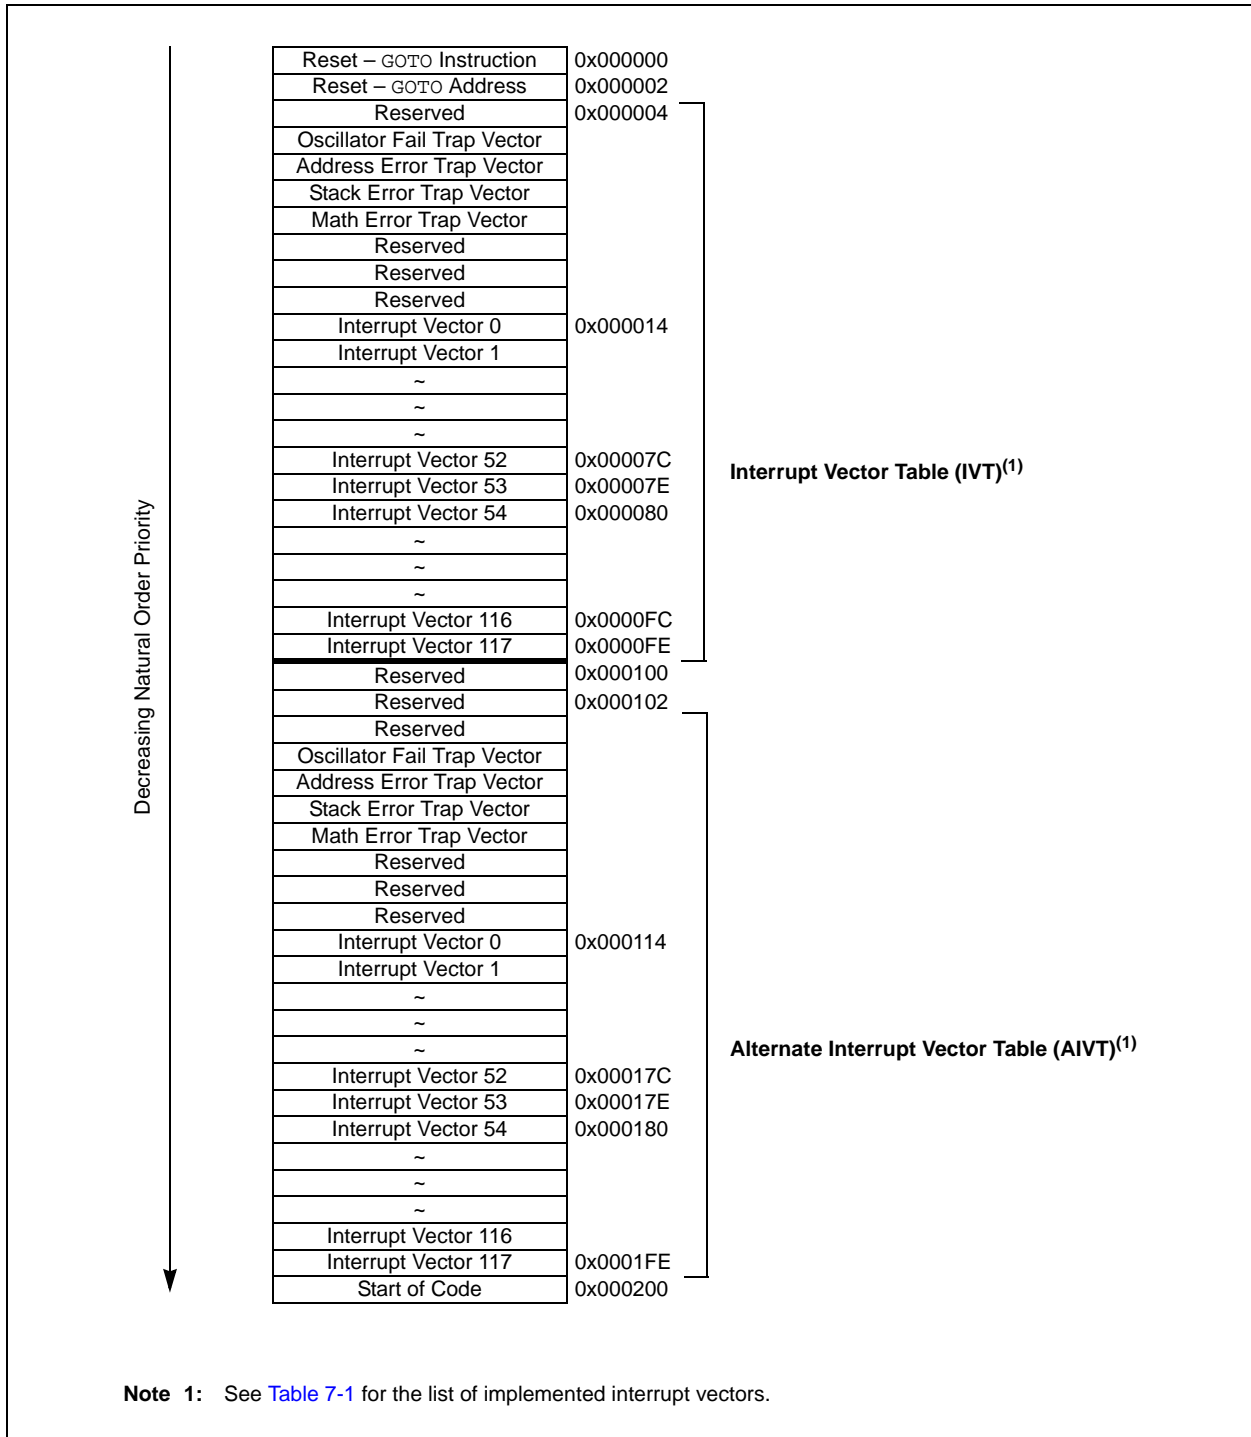 Reset – GOTO Instruction 0x000000
Reset – GOTO Address 0x000002
Reserved 0x000004
Oscillator Fail Trap Vector
Address Error Trap Vector
Stack Error Trap Vector
Math Error Trap Vector
Reserved
Reserved
Reserved
Interrupt Vector 0 0x000014
Interrupt Vector 1
~
~
~
Interrupt Vector 52 0x00007C
Interrupt Vector Table (IVT)(1)
Interrupt Vector 53 0x00007E
Interrupt Vector 54 0x000080
~
~
~
Interrupt Vector 116 0x0000FC
Interrupt Vector 117 0x0000FE
Decreasing Natural Order Priority
Reserved 0x000100
Reserved 0x000102
Reserved
Oscillator Fail Trap Vector
Address Error Trap Vector
Stack Error Trap Vector
Math Error Trap Vector
Reserved
Reserved
Reserved
Interrupt Vector 0 0x000114
Interrupt Vector 1
~
~
~
Alternate Interrupt Vector Table (AIVT)(1)
Interrupt Vector 52 0x00017C
Interrupt Vector 53 0x00017E
Interrupt Vector 54 0x000180
~
~
~
Interrupt Vector 116
Interrupt Vector 117 0x0001FE
Start of Code 0x000200
Note 1: See Table 7-1 for the list of implemented interrupt vectors.